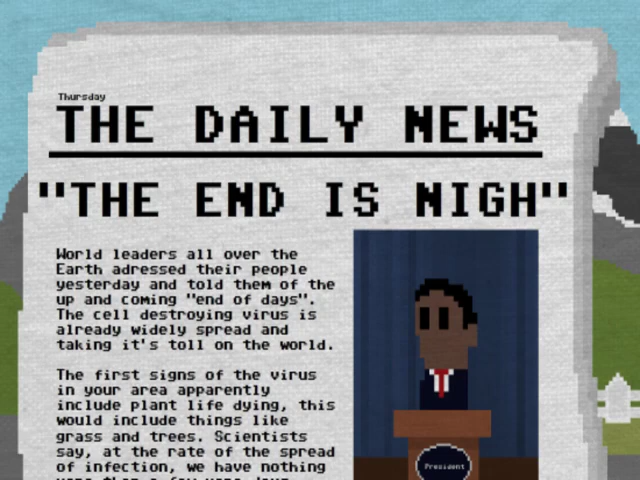 Thursday
THE DAILY NEWS
"THE END IS NIGH"
World leaders all over the
Earth adressed their people
yesterday and told them of the
up and coming "end of days".
The cell destroying virus is
already widely spread and
taking it's toll on the world.
The first signs of the virus
in your area apparently
include plant life dying, this
would include things like
grass and trees. Scientists
say, at the rate of the spread
of infection, we have nothing
President